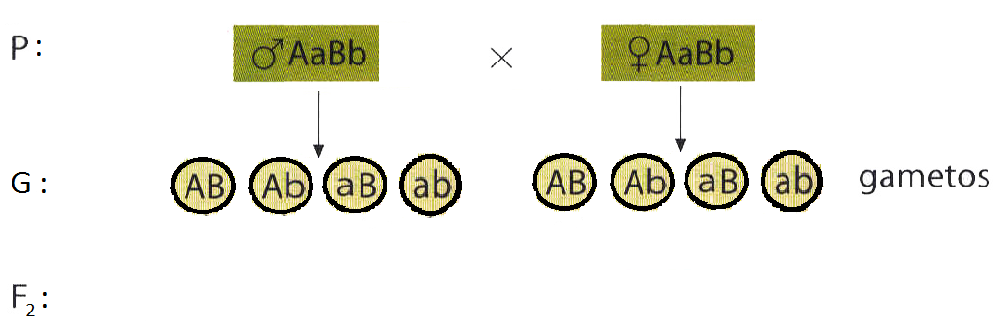 P : ♂AaBb × ♀AaBb
G : AB Ab aB ab AB Ab aB ab gametos
F₂ :